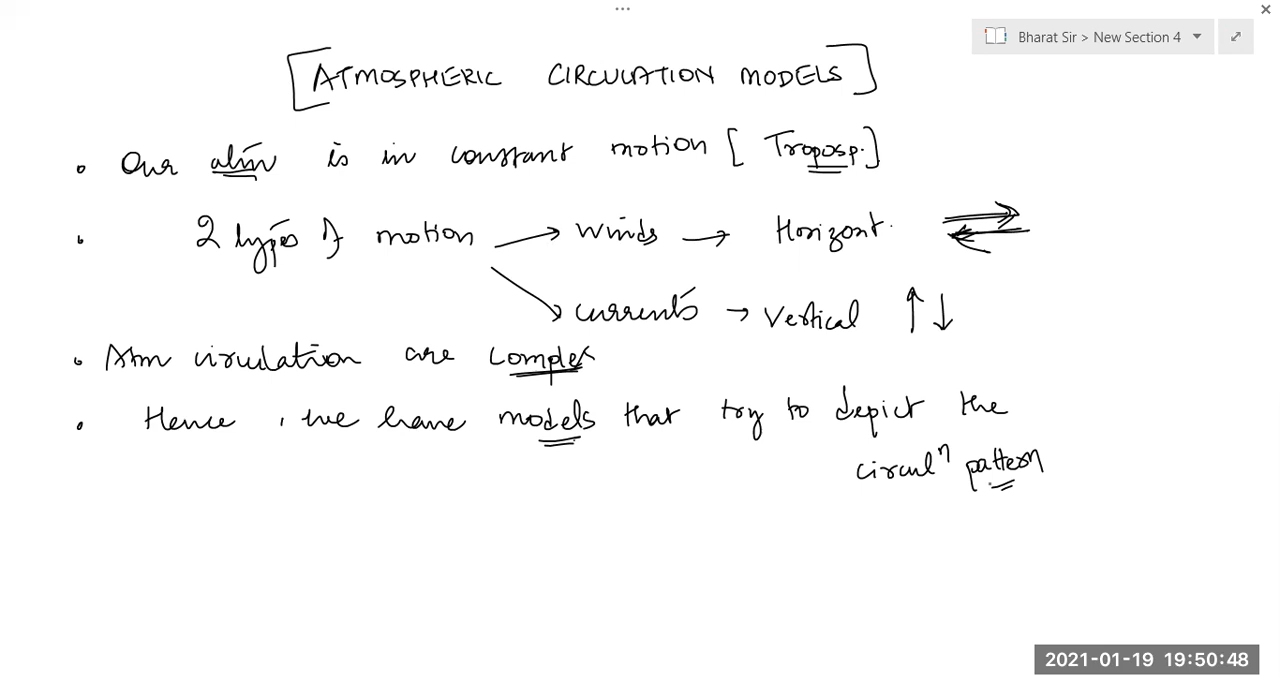 Bharat Sir > New Section 4
[ATMOSPHERIC CIRCULATION MODELS]
• Our atm is in constant motion [Troposp.]
• 2 types of motion → Winds → Horizont.
→ Currents → Vertical ↑↓
• Atm circulation are complex
• Hence, we have models that try to depict the
circulⁿ pattern
2021-01-19 19:50:48